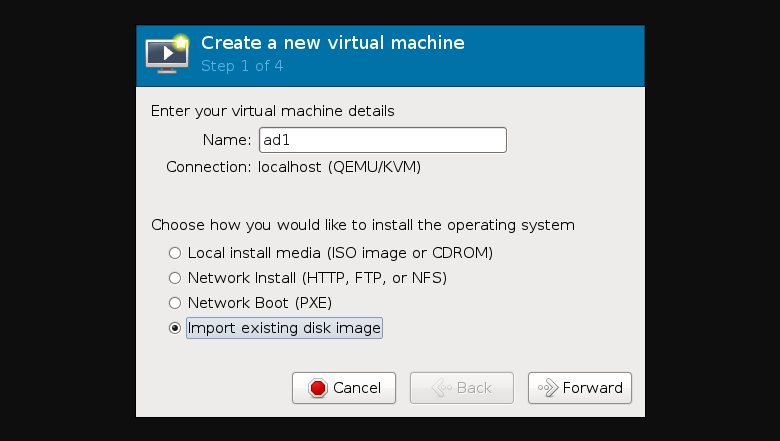 Create a new virtual machine
Step 1 of 4
Enter your virtual machine details
Name: ad1
Connection: localhost (QEMU/KVM)
Choose how you would like to install the operating system
Local install media (ISO image or CDROM)
Network Install (HTTP, FTP, or NFS)
Network Boot (PXE)
Import existing disk image
Cancel Back Forward